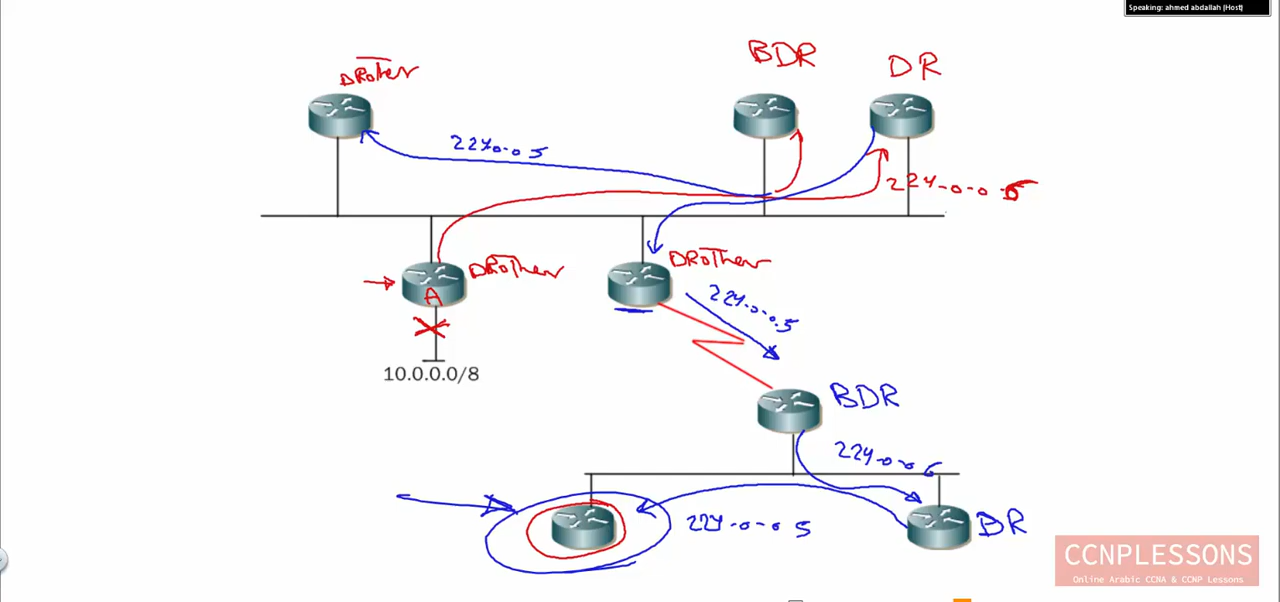 Speaking: ahmed abdallah [Host]
DRother
BDR
DR
224.0.0.5
224.0.0.6
DROTher
DROTher
A
224.0.0.5
10.0.0.0/8
BDR
224.0.0.6
224.0.0.5
DR
CCNPLESSONS
Online Arabic CCNA & CCNP Lessons